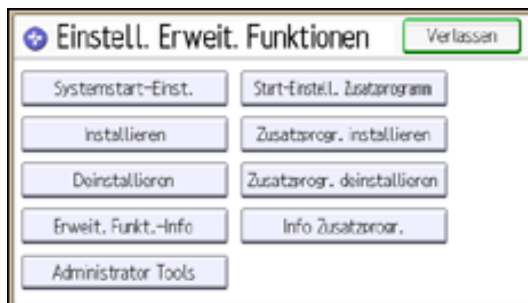 Einstell. Erweit. Funktionen
Verlassen
Systemstart-Einst.
Start-Einstell. Zusatzprogramm
Installieren
Zusatzprogr. installieren
Deinstallieren
Zusatzprogr. deinstallieren
Erweit. Funkt.-Info
Info Zusatzprogr.
Administrator Tools